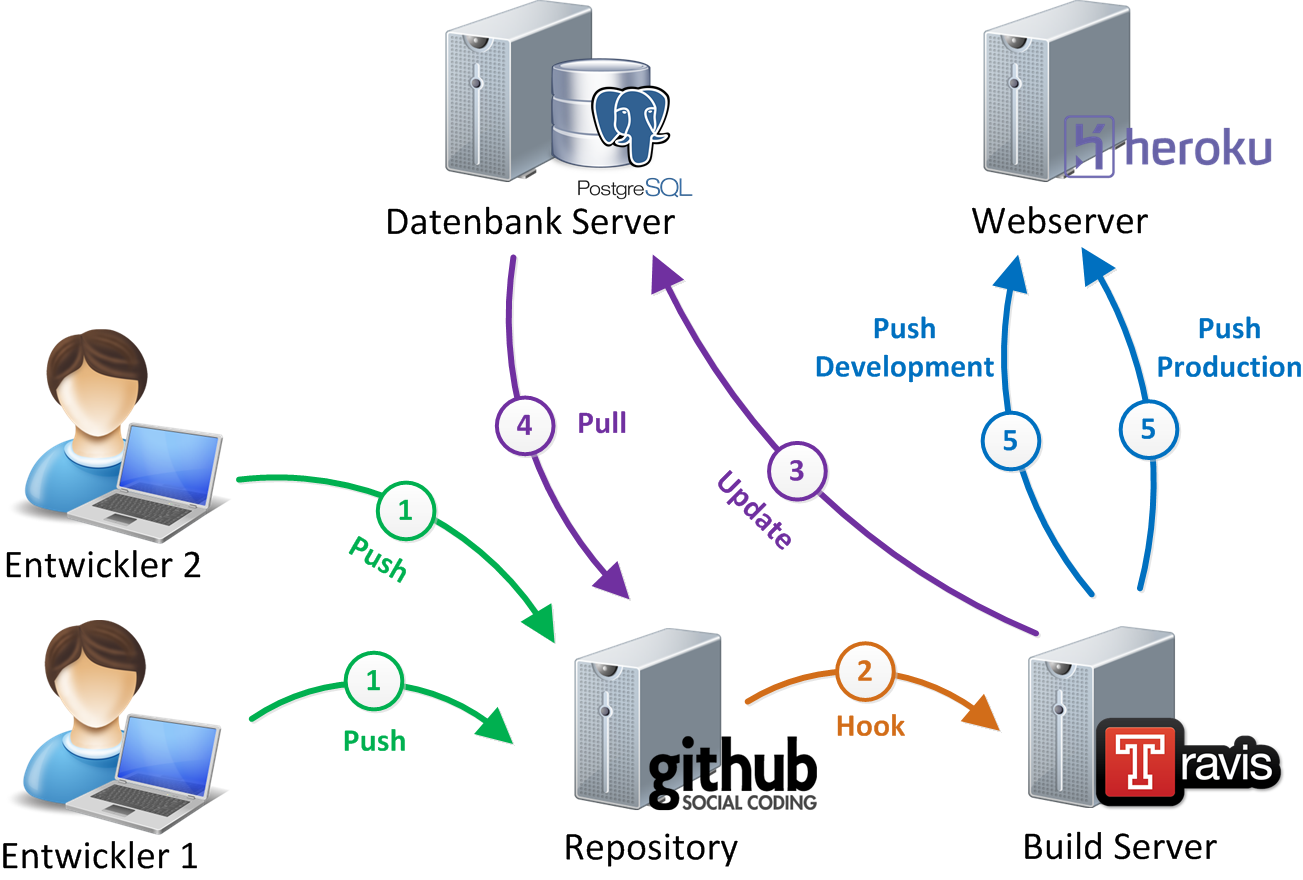 PostgreSQL
heroku
Datenbank Server
Webserver
Push
Development
Push
Production
5
5
4
Pull
3
Update
1
Push
Entwickler 2
1
Push
2
Hook
github
SOCIAL CODING
Travis
Entwickler 1
Repository
Build Server